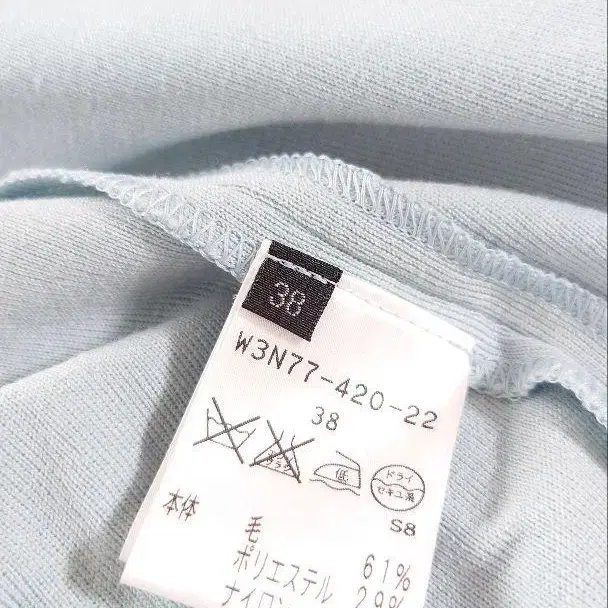 38
W3N77-420-22
38
低
ドライ
セキユ系
S8
本体
毛 61%
ポリエステル 29%
ナイロン